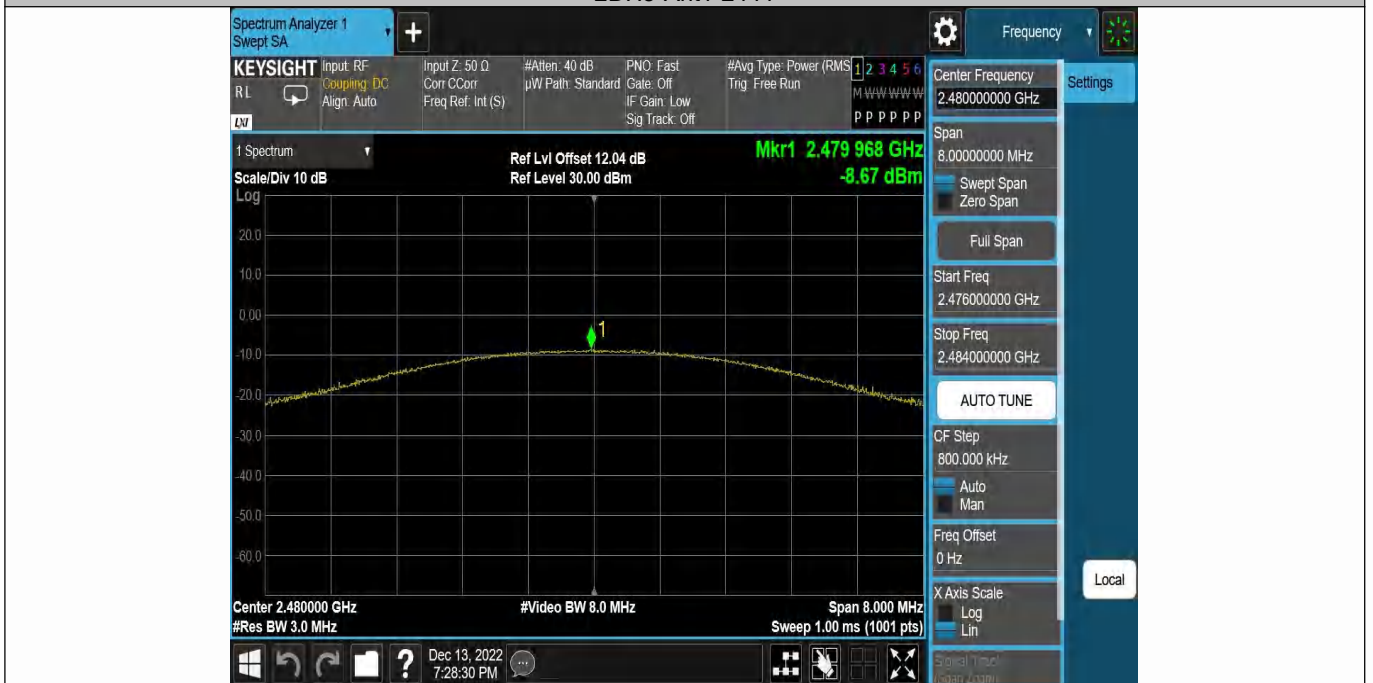 Spectrum Analyzer 1
Swept SA
+
Frequency
KEYSIGHT
RL
LXI
Input: RF
Coupling: DC
Align: Auto
Input Z: 50 Ω
Corr CCorr
Freq Ref: Int (S)
#Atten: 40 dB
µW Path: Standard
PNO: Fast
Gate: Off
IF Gain: Low
Sig Track: Off
#Avg Type: Power (RMS
Trig: Free Run
1 2 3 4 5 6
M W W W W W
P P P P P P
1 Spectrum
Scale/Div 10 dB
Ref Lvl Offset 12.04 dB
Ref Level 30.00 dBm
Mkr1 2.479 968 GHz
-8.67 dBm
Log
20.0
10.0
0.00
-10.0
-20.0
-30.0
-40.0
-50.0
-60.0
1
Center 2.480000 GHz
#Res BW 3.0 MHz
#Video BW 8.0 MHz
Span 8.000 MHz
Sweep 1.00 ms (1001 pts)
?
Dec 13, 2022
7:28:30 PM
Center Frequency
2.480000000 GHz
Span
8.00000000 MHz
Swept Span
Zero Span
Full Span
Start Freq
2.476000000 GHz
Stop Freq
2.484000000 GHz
AUTO TUNE
CF Step
800.000 kHz
Auto
Man
Freq Offset
0 Hz
X Axis Scale
Log
Lin
Signal Track
(Span Zoom)
Settings
Local